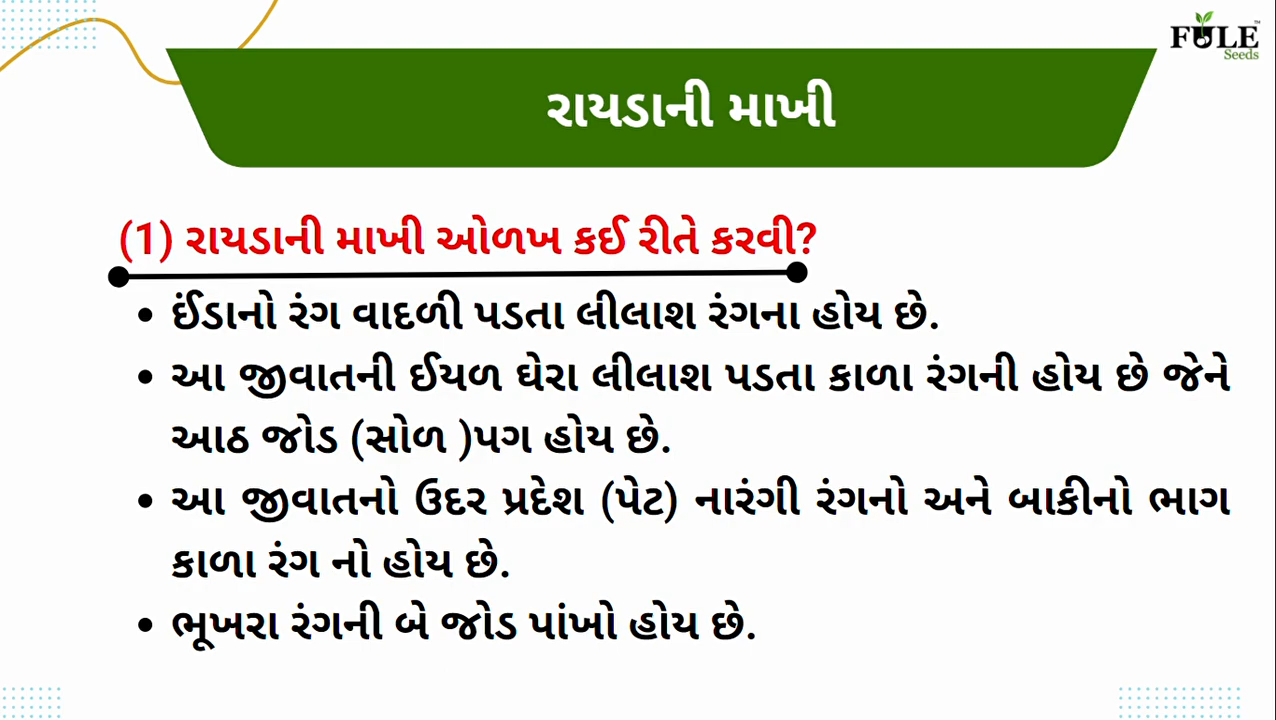 FULE
Seeds
રાયડાની માખી
(1) રાયડાની માખી ઓળખ કઈ રીતે કરવી?
• ઈંડાનો રંગ વાદળી પડતા લીલાશ રંગના હોય છે.
• આ જીવાતની ઈયળ ઘેરા લીલાશ પડતા કાળા રંગની હોય છે જેને
આઠ જોડ (સોળ )પગ હોય છે.
• આ જીવાતનો ઉદર પ્રદેશ (પેટ) નારંગી રંગનો અને બાકીનો ભાગ
કાળા રંગ નો હોય છે.
• ભૂખરા રંગની બે જોડ પાંખો હોય છે.